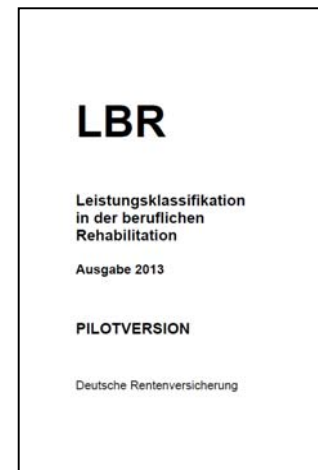 LBR
Leistungsklassifikation
in der beruflichen
Rehabilitation
Ausgabe 2013
PILOTVERSION
Deutsche Rentenversicherung